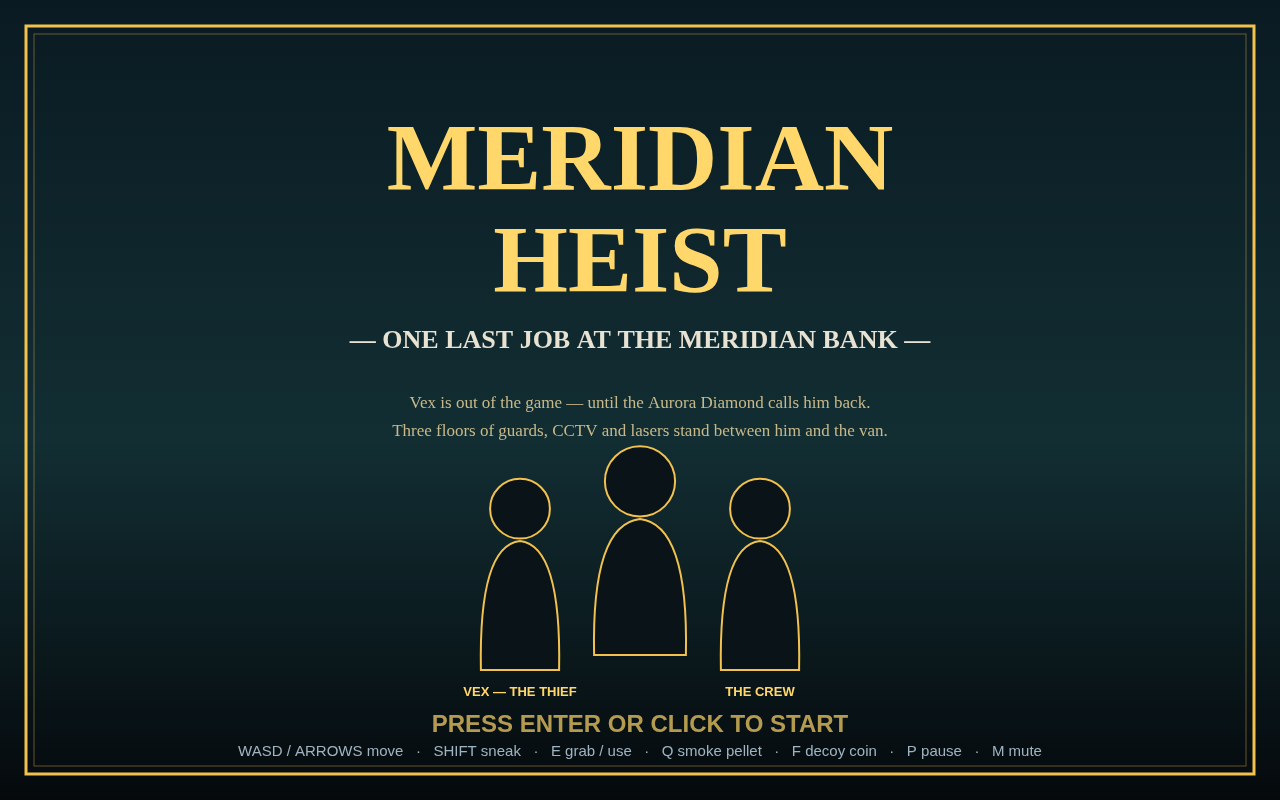 MERIDIAN
HEIST
— ONE LAST JOB AT THE MERIDIAN BANK —
Vex is out of the game — until the Aurora Diamond calls him back.
Three floors of guards, CCTV and lasers stand between him and the van.
VEX — THE THIEF
THE CREW
PRESS ENTER OR CLICK TO START
WASD / ARROWS move · SHIFT sneak · E grab / use · Q smoke pellet · F decoy coin · P pause · M mute